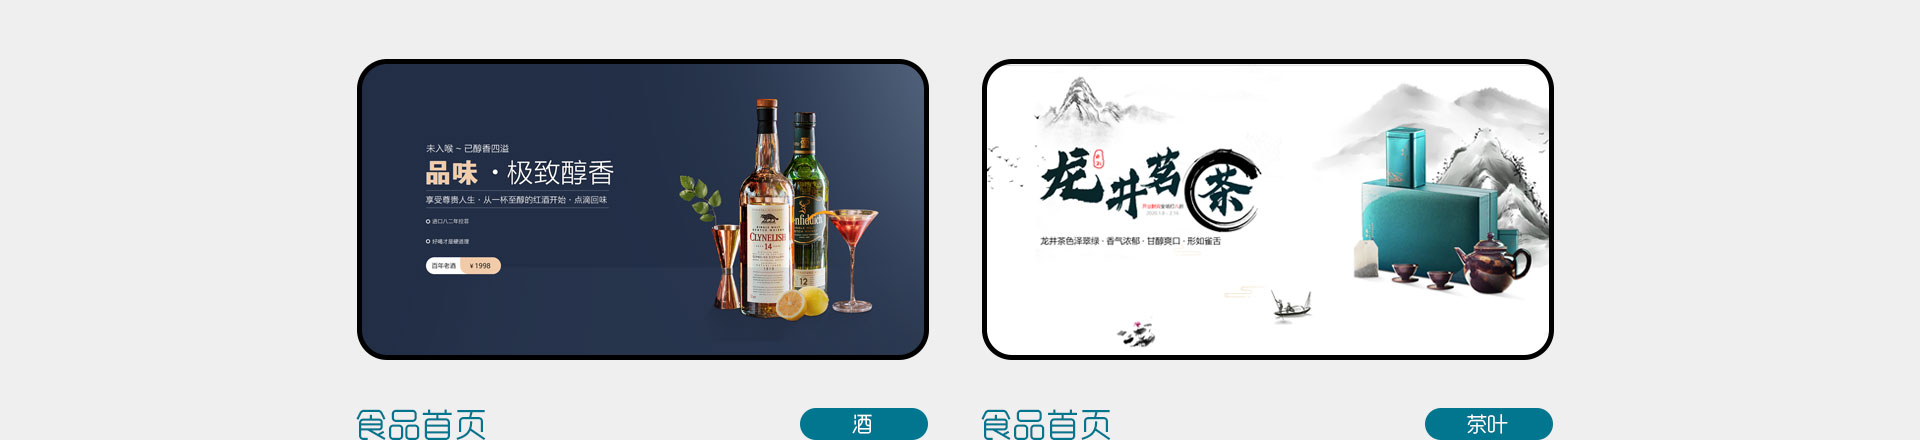 未入喉 ~ 已醇香四溢
品味 · 极致醇香
享受尊贵人生 · 从一杯至醇的红酒开始 · 点滴回味
进口八二年拉菲
好喝才是硬道理
百年老酒 ¥1998
CLYNELISH
14
12
龙井茗茶
龙井茶色泽翠绿 · 香气浓郁 · 甘醇爽口 · 形如雀舌
食品首页
酒
食品首页
茶叶